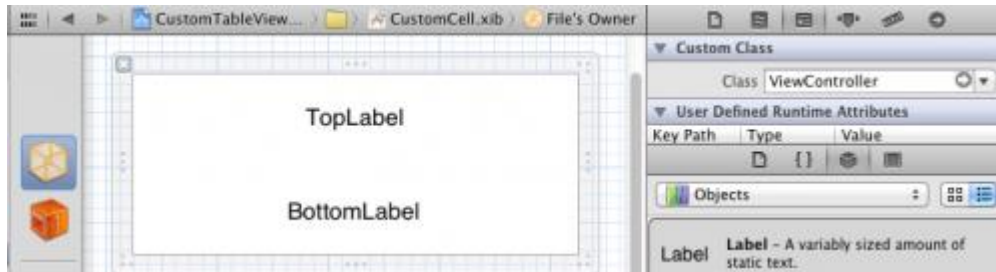 CustomTableView... CustomCell.xib File's Owner
TopLabel
BottomLabel
Custom Class
Class ViewController
User Defined Runtime Attributes
Key Path Type Value
{}
Objects
Label Label – A variably sized amount of
static text.